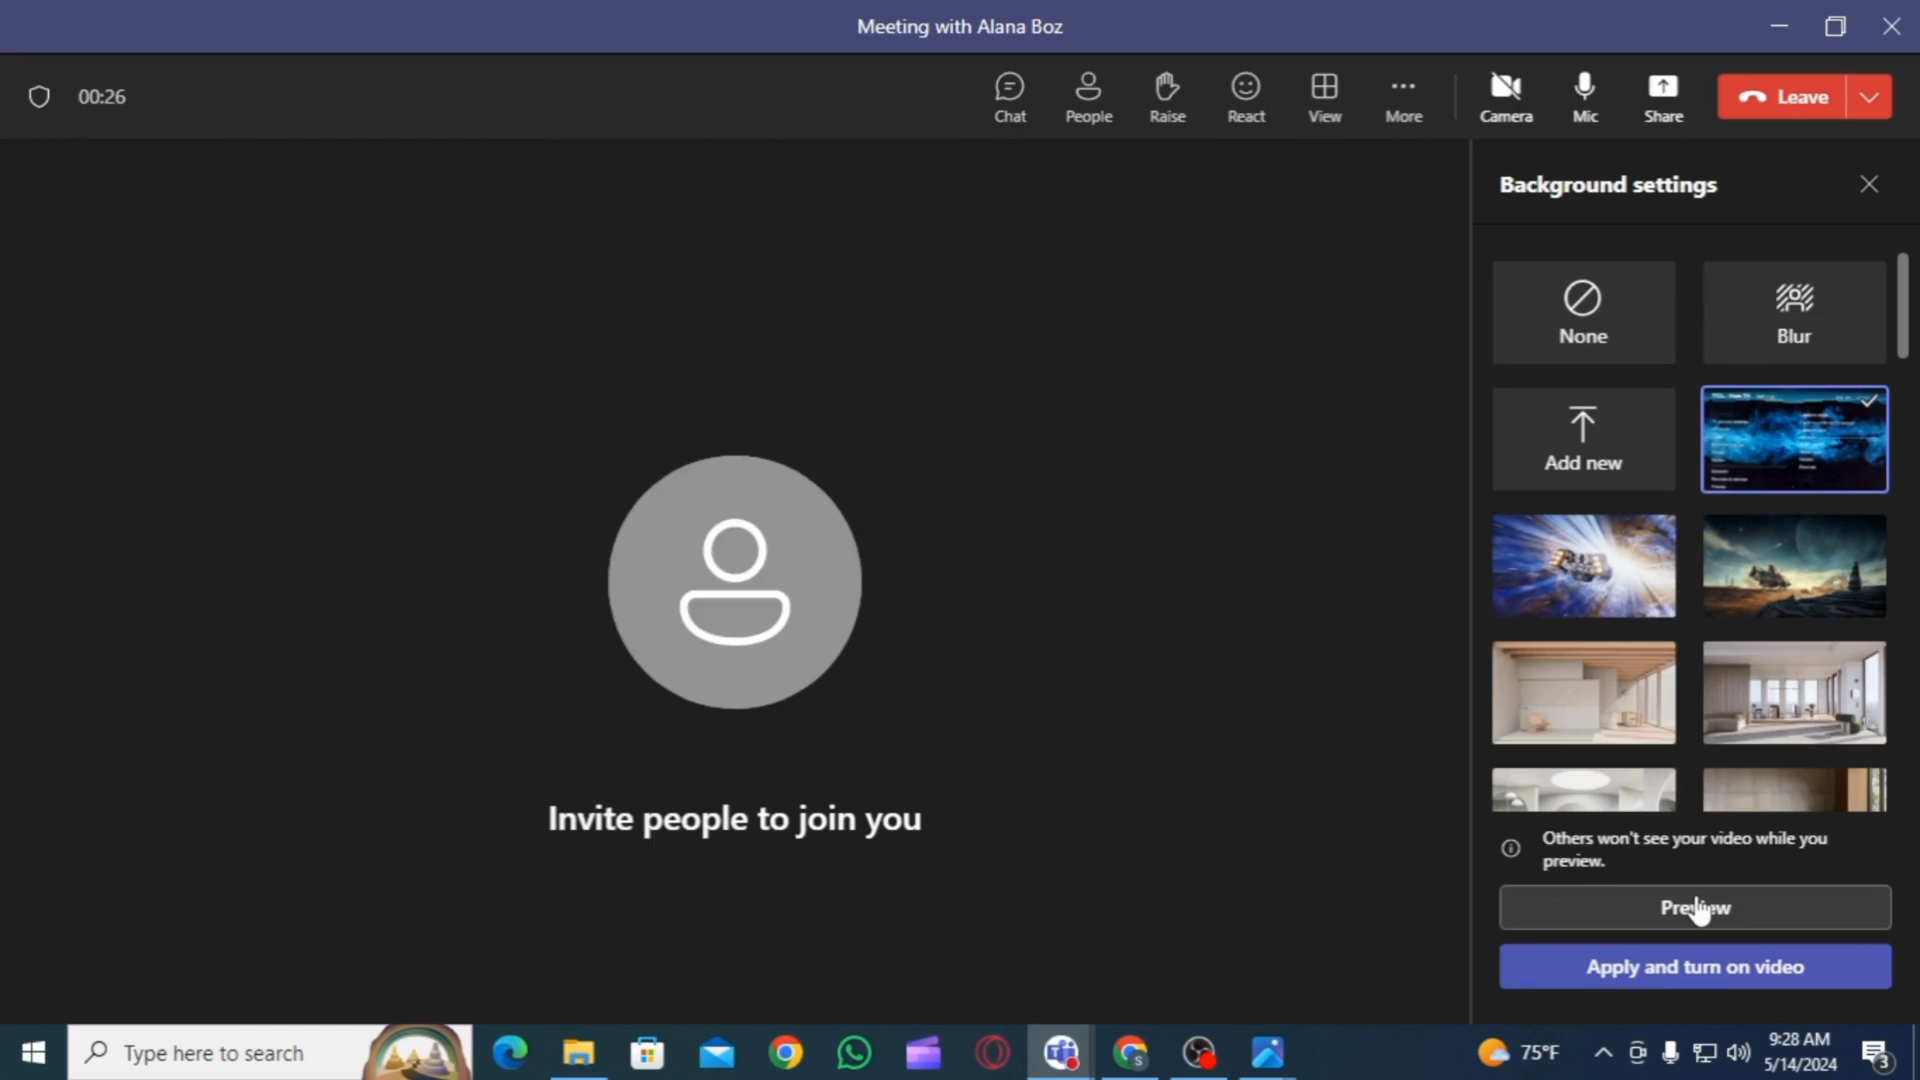 Meeting with Alana Boz
00:26
Chat
People
Raise
React
View
More
Camera
Mic
Share
Leave
Background settings
None
Blur
Add new
Invite people to join you
Others won't see your video while you
preview.
Preview
Apply and turn on video
Type here to search
75°F
9:28 AM
5/14/2024
3